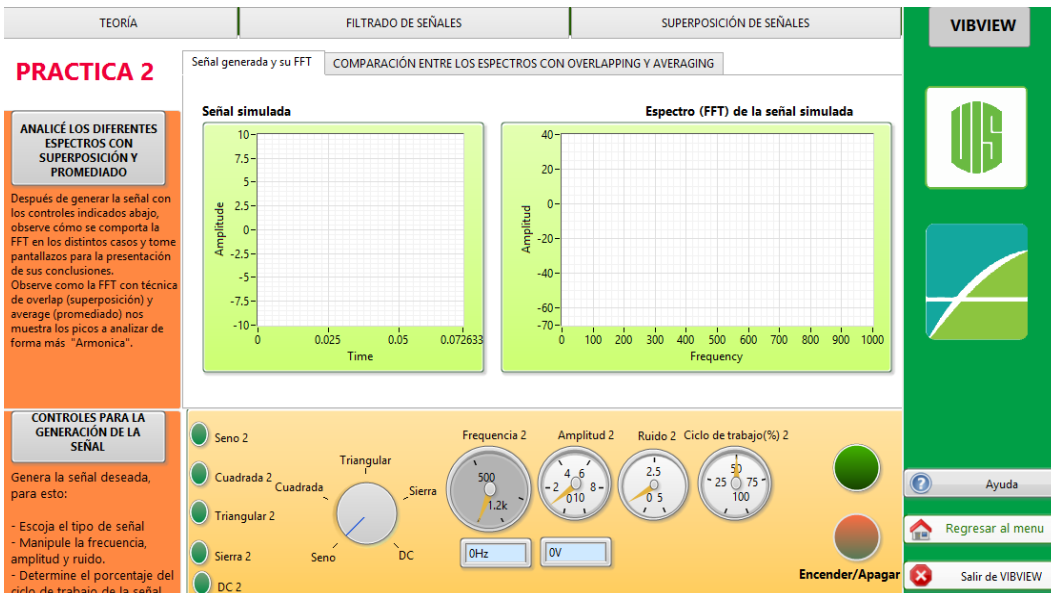 TEORÍA
FILTRADO DE SEÑALES
SUPERPOSICIÓN DE SEÑALES
VIBVIEW
PRACTICA 2
Señal generada y su FFT
COMPARACIÓN ENTRE LOS ESPECTROS CON OVERLAPPING Y AVERAGING
ANALICÉ LOS DIFERENTES
ESPECTROS CON
SUPERPOSICIÓN Y
PROMEDIADO
Después de generar la señal con
los controles indicados abajo,
observe cómo se comporta la
FFT en los distintos casos y tome
pantallazos para la presentación
de sus conclusiones.
Observe como la FFT con técnica
de overlap (superposición) y
average (promediado) nos
muestra los picos a analizar de
forma más "Armonica".
Señal simulada
10
7.5
5
2.5
0
-2.5
-5
-7.5
-10
Amplitude
0 0.025 0.05 0.072633
Time
Espectro (FFT) de la señal simulada
40
20
0
-20
-40
-60
-70
Amplitud
0 100 200 300 400 500 600 700 800 900 1000
Frequency
UIS
CONTROLES PARA LA
GENERACIÓN DE LA
SEÑAL
Genera la señal deseada,
para esto:
- Escoja el tipo de señal
- Manipule la frecuencia,
amplitud y ruido.
- Determine el porcentaje del
ciclo de trabajo de la señal
Seno 2
Cuadrada 2
Triangular 2
Sierra 2
DC 2
Triangular
Cuadrada
Sierra
Seno
DC
Frequencia 2
500
1.2k
0Hz
Amplitud 2
4 6
2 8
0 10
0V
Ruido 2
2.5
0 5
Ciclo de trabajo(%) 2
50
25 75
100
Encender/Apagar
Ayuda
Regresar al menu
Salir de VIBVIEW